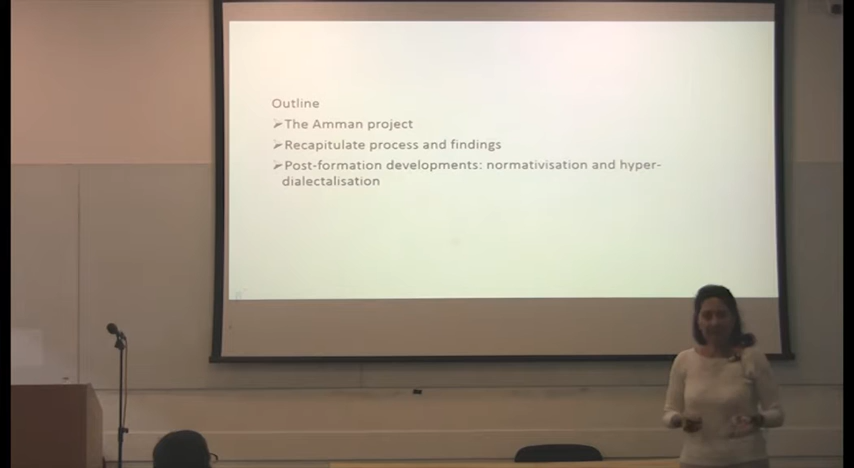 Outline
➢The Amman project
➢Recapitulate process and findings
➢Post-formation developments: normativisation and hyper-
dialectalisation